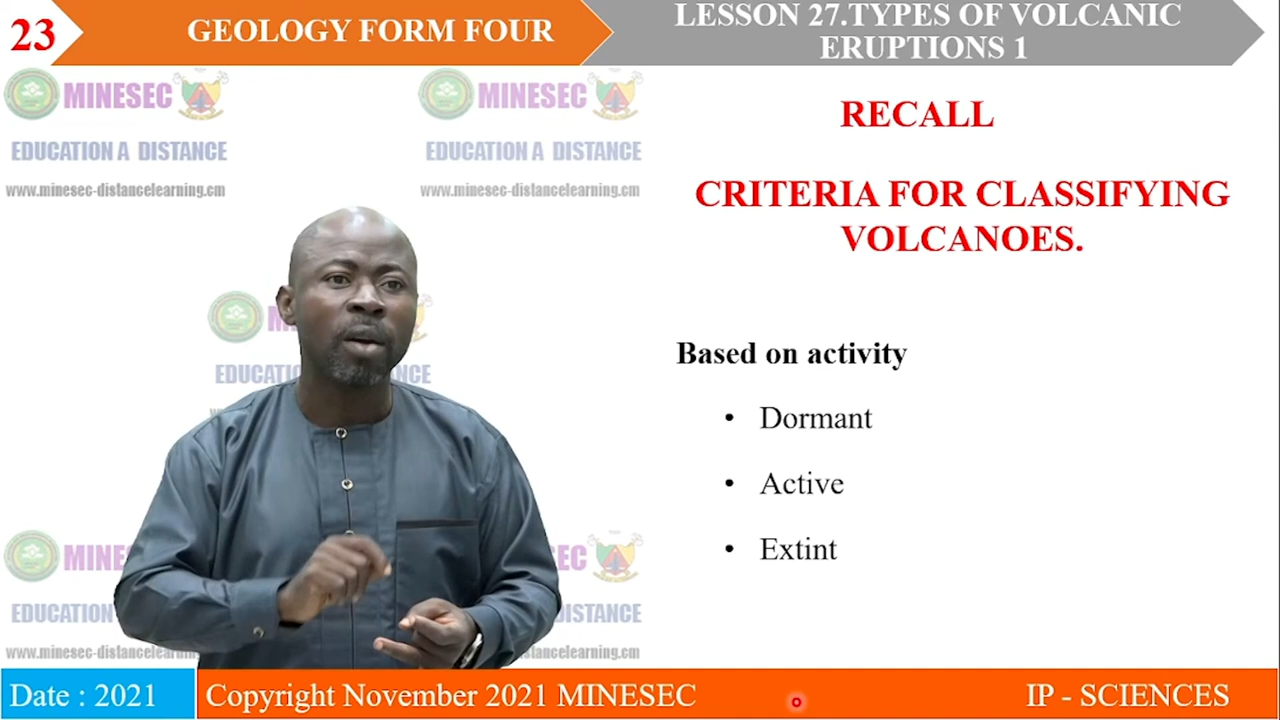 23
GEOLOGY FORM FOUR
LESSON 27.TYPES OF VOLCANIC
ERUPTIONS 1
MINESEC
EDUCATION A DISTANCE
www.minesec-distancelearning.cm
MINESEC
EDUCATION A DISTANCE
www.minesec-distancelearning.cm
RECALL
CRITERIA FOR CLASSIFYING
VOLCANOES.
Based on activity
• Dormant
• Active
• Extint
Date : 2021
Copyright November 2021 MINESEC
IP - SCIENCES